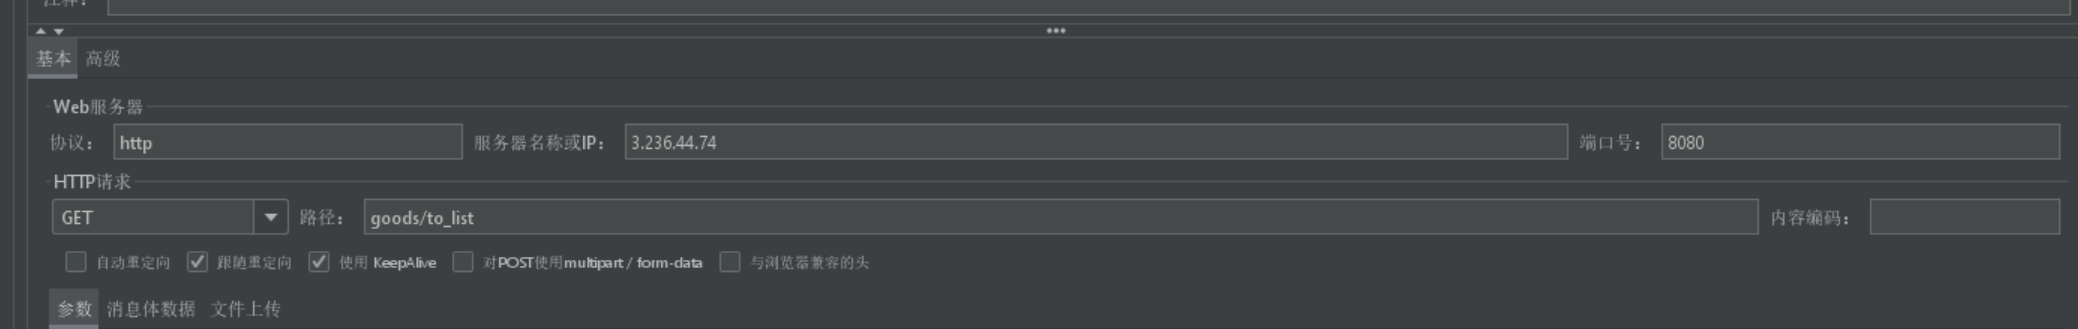 注释：
•••
基本 高级
Web服务器
协议： http 服务器名称或IP： 3.236.44.74 端口号： 8080
HTTP请求
GET 路径： goods/to_list 内容编码：
自动重定向 跟随重定向 使用 KeepAlive 对POST使用multipart / form-data 与浏览器兼容的头
参数 消息体数据 文件上传